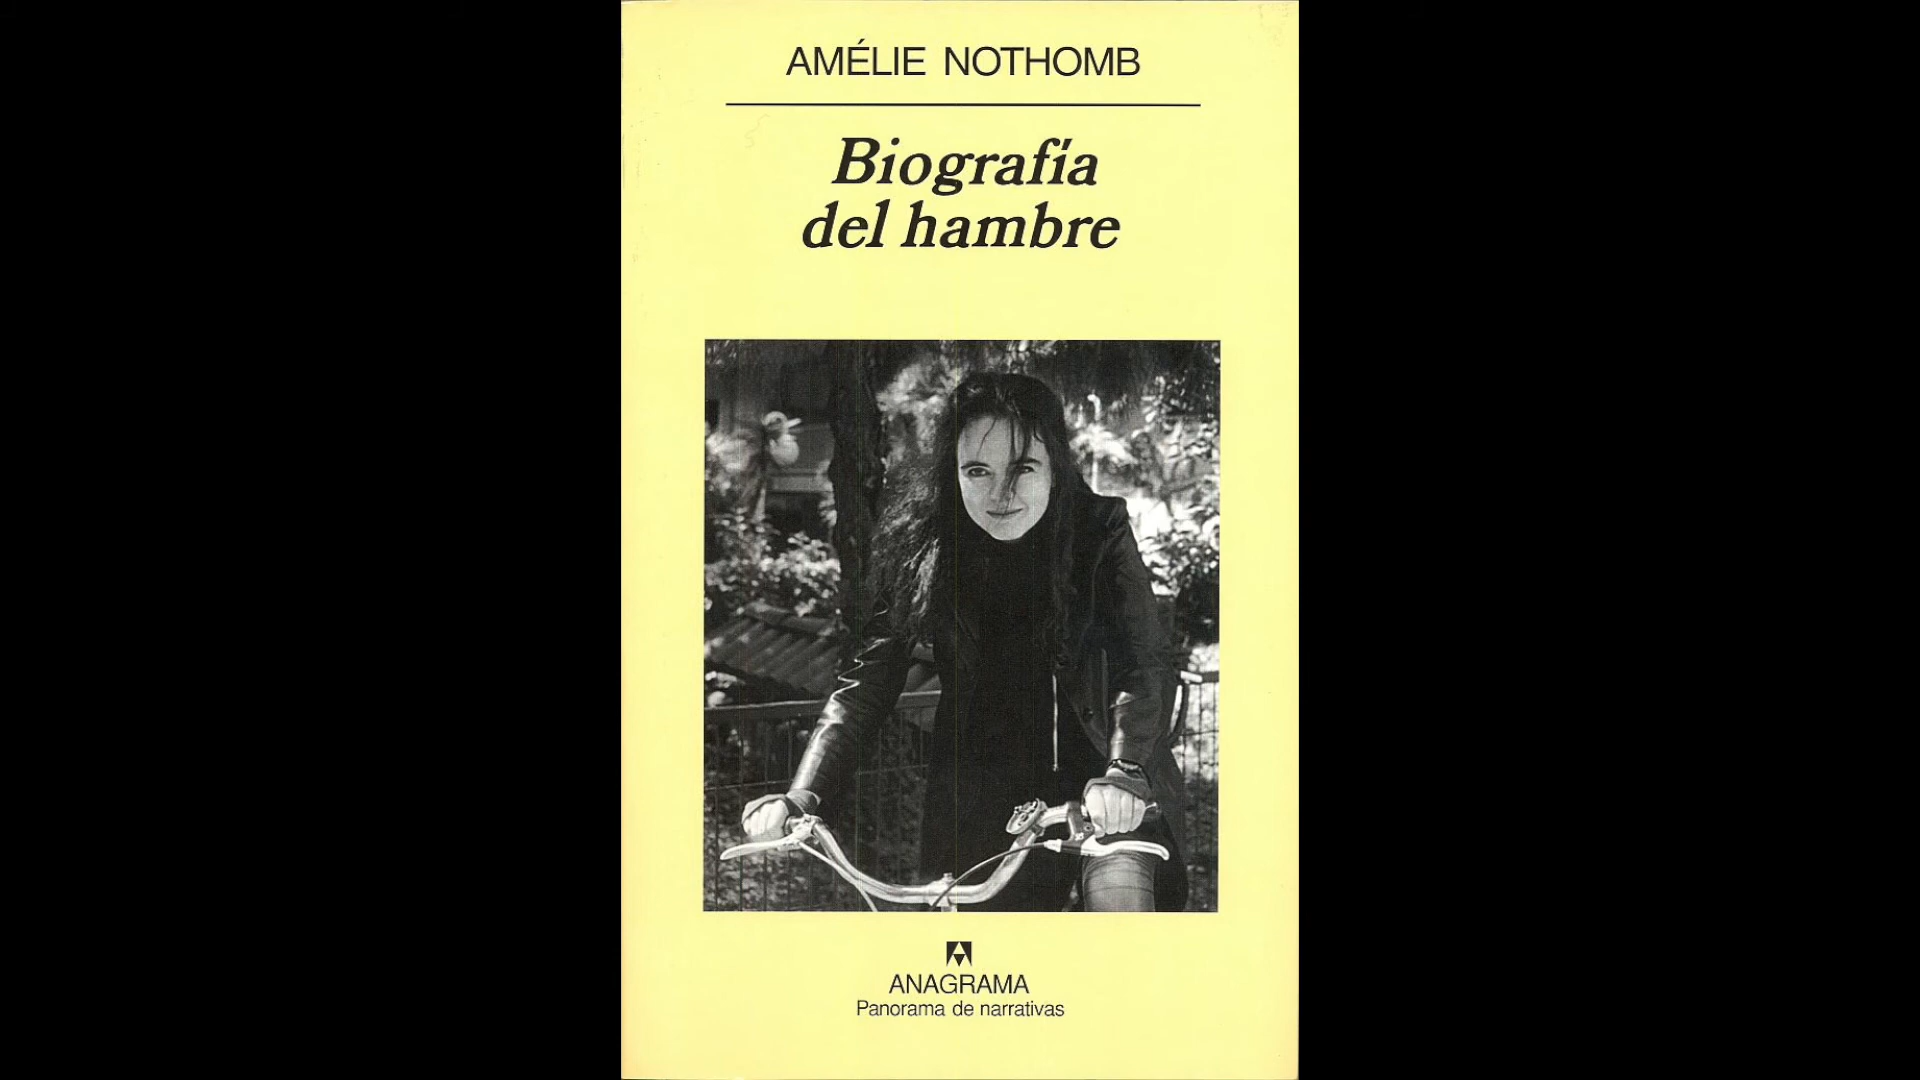 AMÉLIE NOTHOMB
Biografía
del hambre
ANAGRAMA
Panorama de narrativas